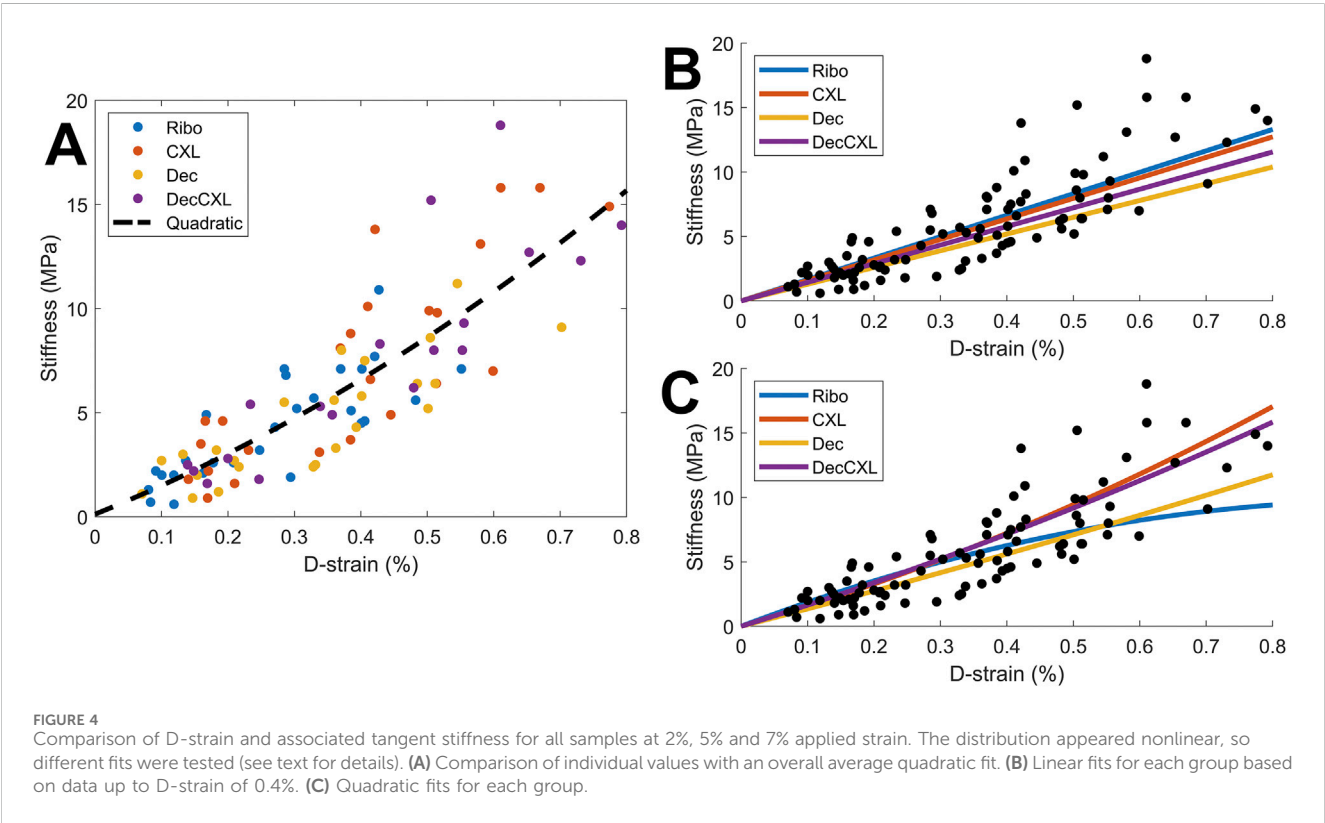 A
Ribo
CXL
Dec
DecCXL
Quadratic
Stiffness (MPa)
20
15
10
5
0
0 0.1 0.2 0.3 0.4 0.5 0.6 0.7 0.8
D-strain (%)
B
Ribo
CXL
Dec
DecCXL
Stiffness (MPa)
20
15
10
5
0
0 0.1 0.2 0.3 0.4 0.5 0.6 0.7 0.8
D-strain (%)
C
Ribo
CXL
Dec
DecCXL
Stiffness (MPa)
20
15
10
5
0
0 0.1 0.2 0.3 0.4 0.5 0.6 0.7 0.8
D-strain (%)
FIGURE 4
Comparison of D-strain and associated tangent stiffness for all samples at 2%, 5% and 7% applied strain. The distribution appeared nonlinear, so
different fits were tested (see text for details). (A) Comparison of individual values with an overall average quadratic fit. (B) Linear fits for each group based
on data up to D-strain of 0.4%. (C) Quadratic fits for each group.